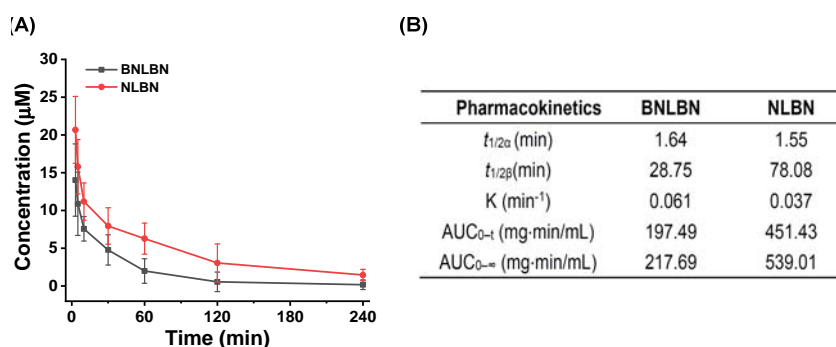 (A)
(B)
30
25
20
15
10
5
0
Concentration (μM)
BNLBN
NLBN
0 60 120 180 240
Time (min)
Pharmacokinetics BNLBN NLBN
t1/2α (min) 1.64 1.55
t1/2β(min) 28.75 78.08
K (min-1) 0.061 0.037
AUC0–t (mg·min/mL) 197.49 451.43
AUC0–∞ (mg·min/mL) 217.69 539.01